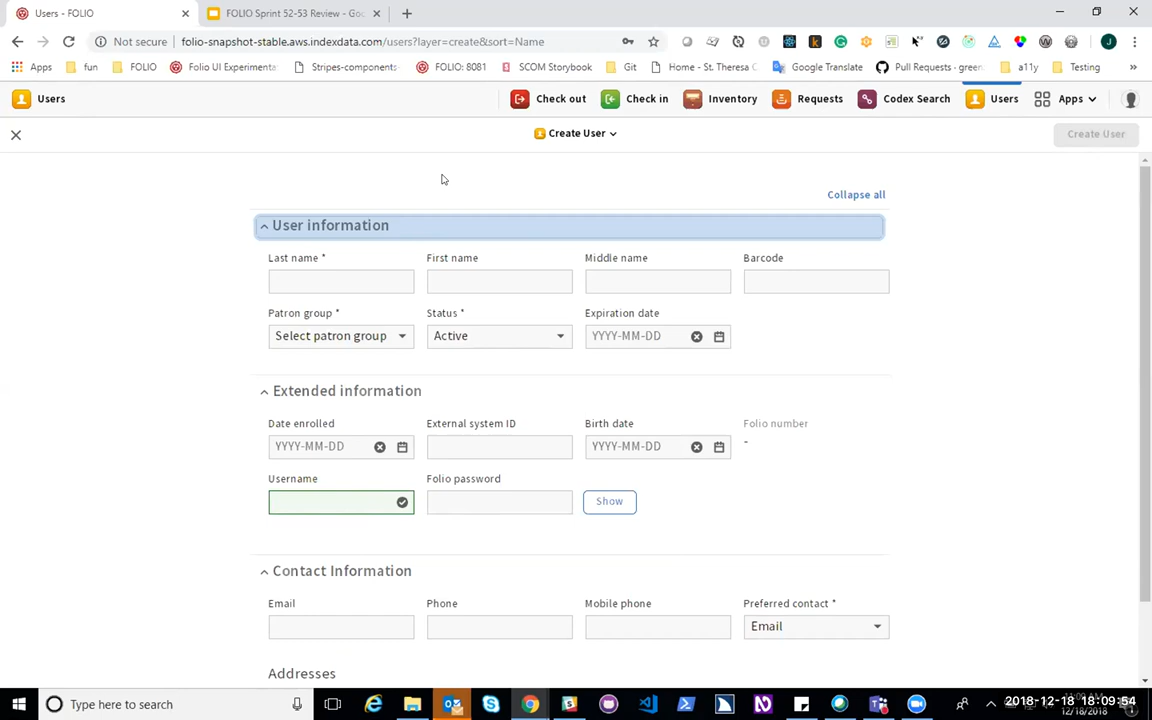 Users - FOLIO
FOLIO Sprint 52-53 Review - Goo
Not secure
folio-snapshot-stable.aws.indexdata.com/users?layer=create&sort=Name
Apps
fun
FOLIO
Folio UI Experimenta
Stripes-components
FOLIO: 8081
SCOM Storybook
Git
Home - St. Theresa C
Google Translate
Pull Requests · green
a11y
Testing
Users
Check out
Check in
Inventory
Requests
Codex Search
Users
Apps
Create User
Create User
Collapse all
User information
Last name *
First name
Middle name
Barcode
Patron group *
Status *
Expiration date
Select patron group
Active
YYYY-MM-DD
Extended information
Date enrolled
External system ID
Birth date
Folio number
YYYY-MM-DD
YYYY-MM-DD
-
Username
Folio password
Show
Contact Information
Email
Phone
Mobile phone
Preferred contact *
Email
Addresses
Type here to search
2018-12-18 18:09:54
12/18/2018